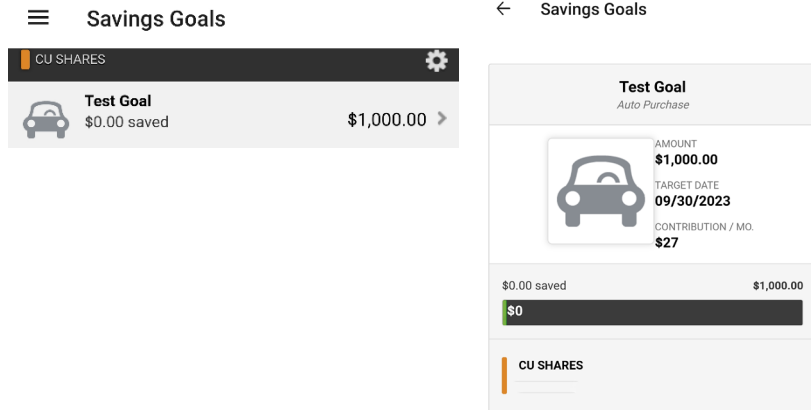 Savings Goals
CU SHARES
Test Goal
$0.00 saved
$1,000.00
Savings Goals
Test Goal
Auto Purchase
AMOUNT
$1,000.00
TARGET DATE
09/30/2023
CONTRIBUTION / MO.
$27
$0.00 saved
$1,000.00
$0
CU SHARES